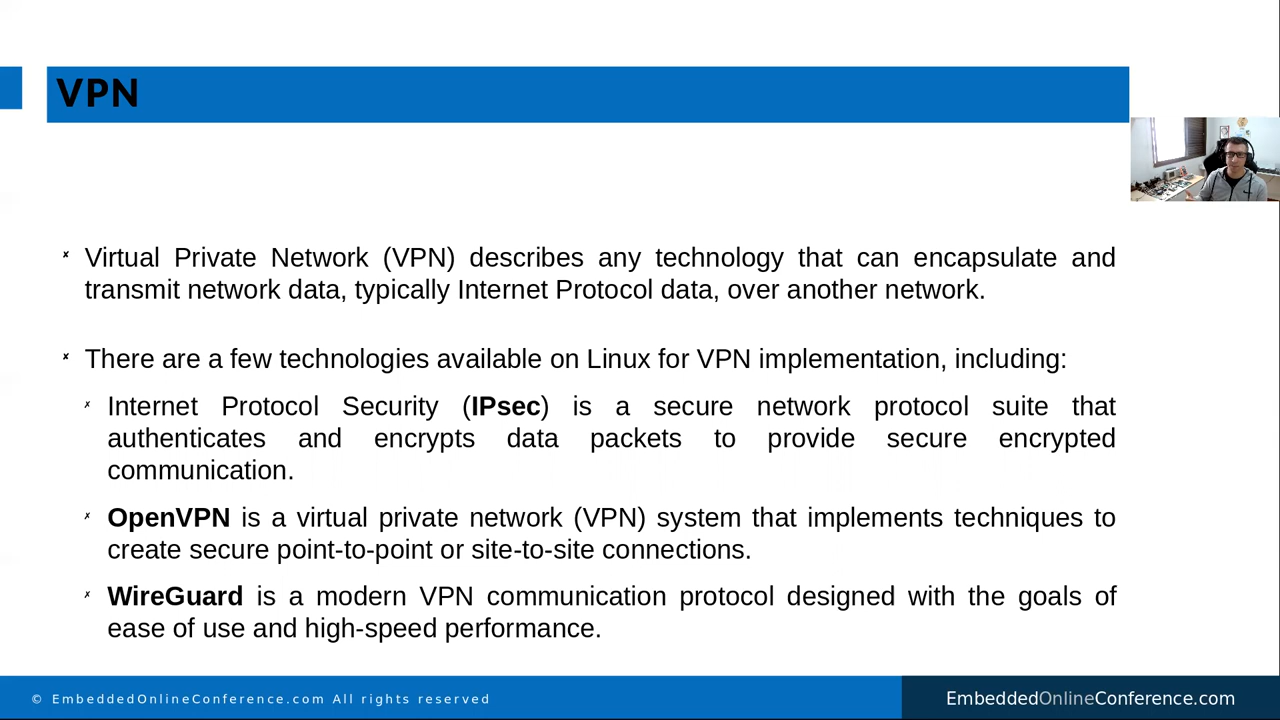 VPN
Virtual Private Network (VPN) describes any technology that can encapsulate and
transmit network data, typically Internet Protocol data, over another network.
There are a few technologies available on Linux for VPN implementation, including:
Internet Protocol Security (IPsec) is a secure network protocol suite that
authenticates and encrypts data packets to provide secure encrypted
communication.
OpenVPN is a virtual private network (VPN) system that implements techniques to
create secure point-to-point or site-to-site connections.
WireGuard is a modern VPN communication protocol designed with the goals of
ease of use and high-speed performance.
© EmbeddedOnlineConference.com All rights reserved
EmbeddedOnlineConference.com